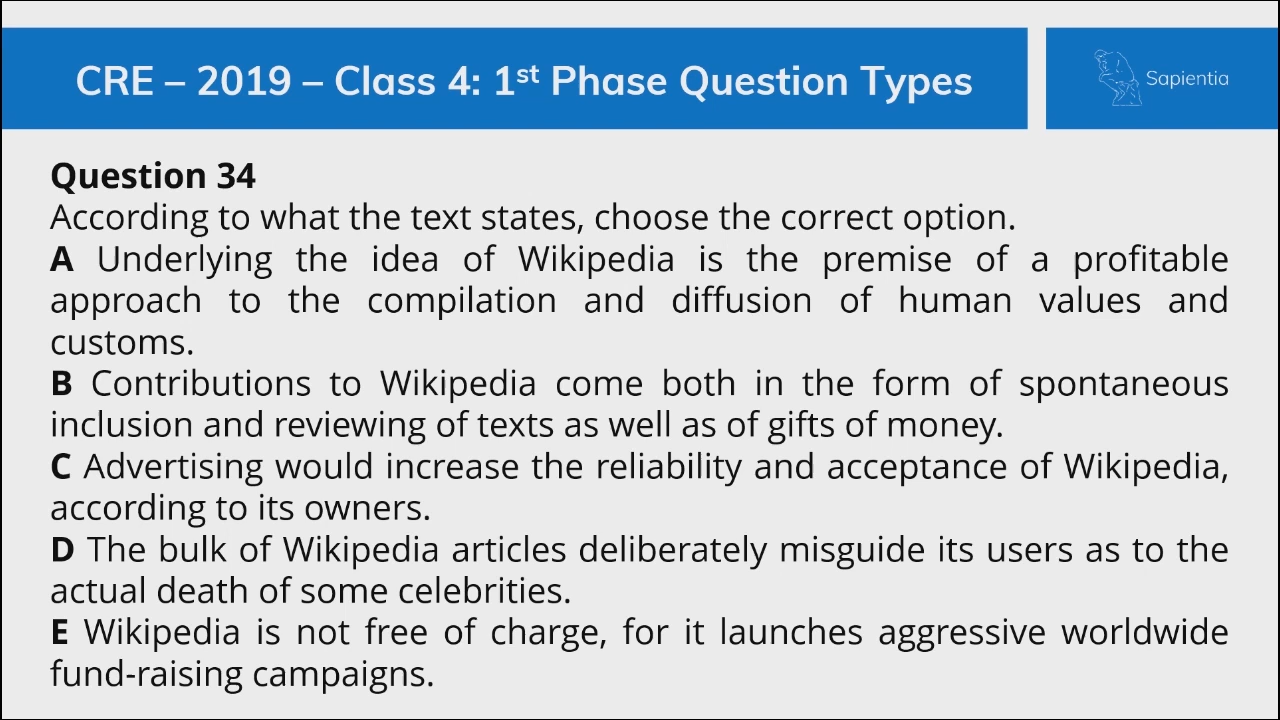 CRE – 2019 – Class 4: 1st Phase Question Types
Sapientia
Question 34
According to what the text states, choose the correct option.
A Underlying the idea of Wikipedia is the premise of a profitable
approach to the compilation and diffusion of human values and
customs.
B Contributions to Wikipedia come both in the form of spontaneous
inclusion and reviewing of texts as well as of gifts of money.
C Advertising would increase the reliability and acceptance of Wikipedia,
according to its owners.
D The bulk of Wikipedia articles deliberately misguide its users as to the
actual death of some celebrities.
E Wikipedia is not free of charge, for it launches aggressive worldwide
fund-raising campaigns.